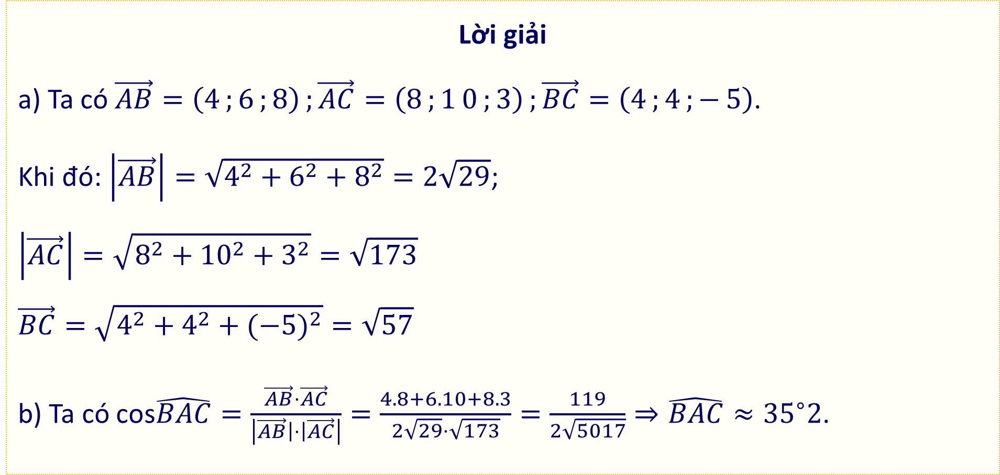 Lời giải
a) Ta có $\overrightarrow{AB} = (4 ; 6 ; 8) ; \overrightarrow{AC} = (8 ; 1 0 ; 3) ; \overrightarrow{BC} = (4 ; 4 ; - 5).$
Khi đó: $\left|\overrightarrow{AB}\right| = \sqrt{4^2 + 6^2 + 8^2} = 2\sqrt{29};$
$\left|\overrightarrow{AC}\right| = \sqrt{8^2 + 10^2 + 3^2} = \sqrt{173}$
$\overrightarrow{BC} = \sqrt{4^2 + 4^2 + (-5)^2} = \sqrt{57}$
b) Ta có $\cos\widehat{BAC} = \frac{\overrightarrow{AB} \cdot \overrightarrow{AC}}{|\overrightarrow{AB}| \cdot |\overrightarrow{AC}|} = \frac{4.8+6.10+8.3}{2\sqrt{29} \cdot \sqrt{173}} = \frac{119}{2\sqrt{5017}} \Rightarrow \widehat{BAC} \approx 35^\circ 2.$